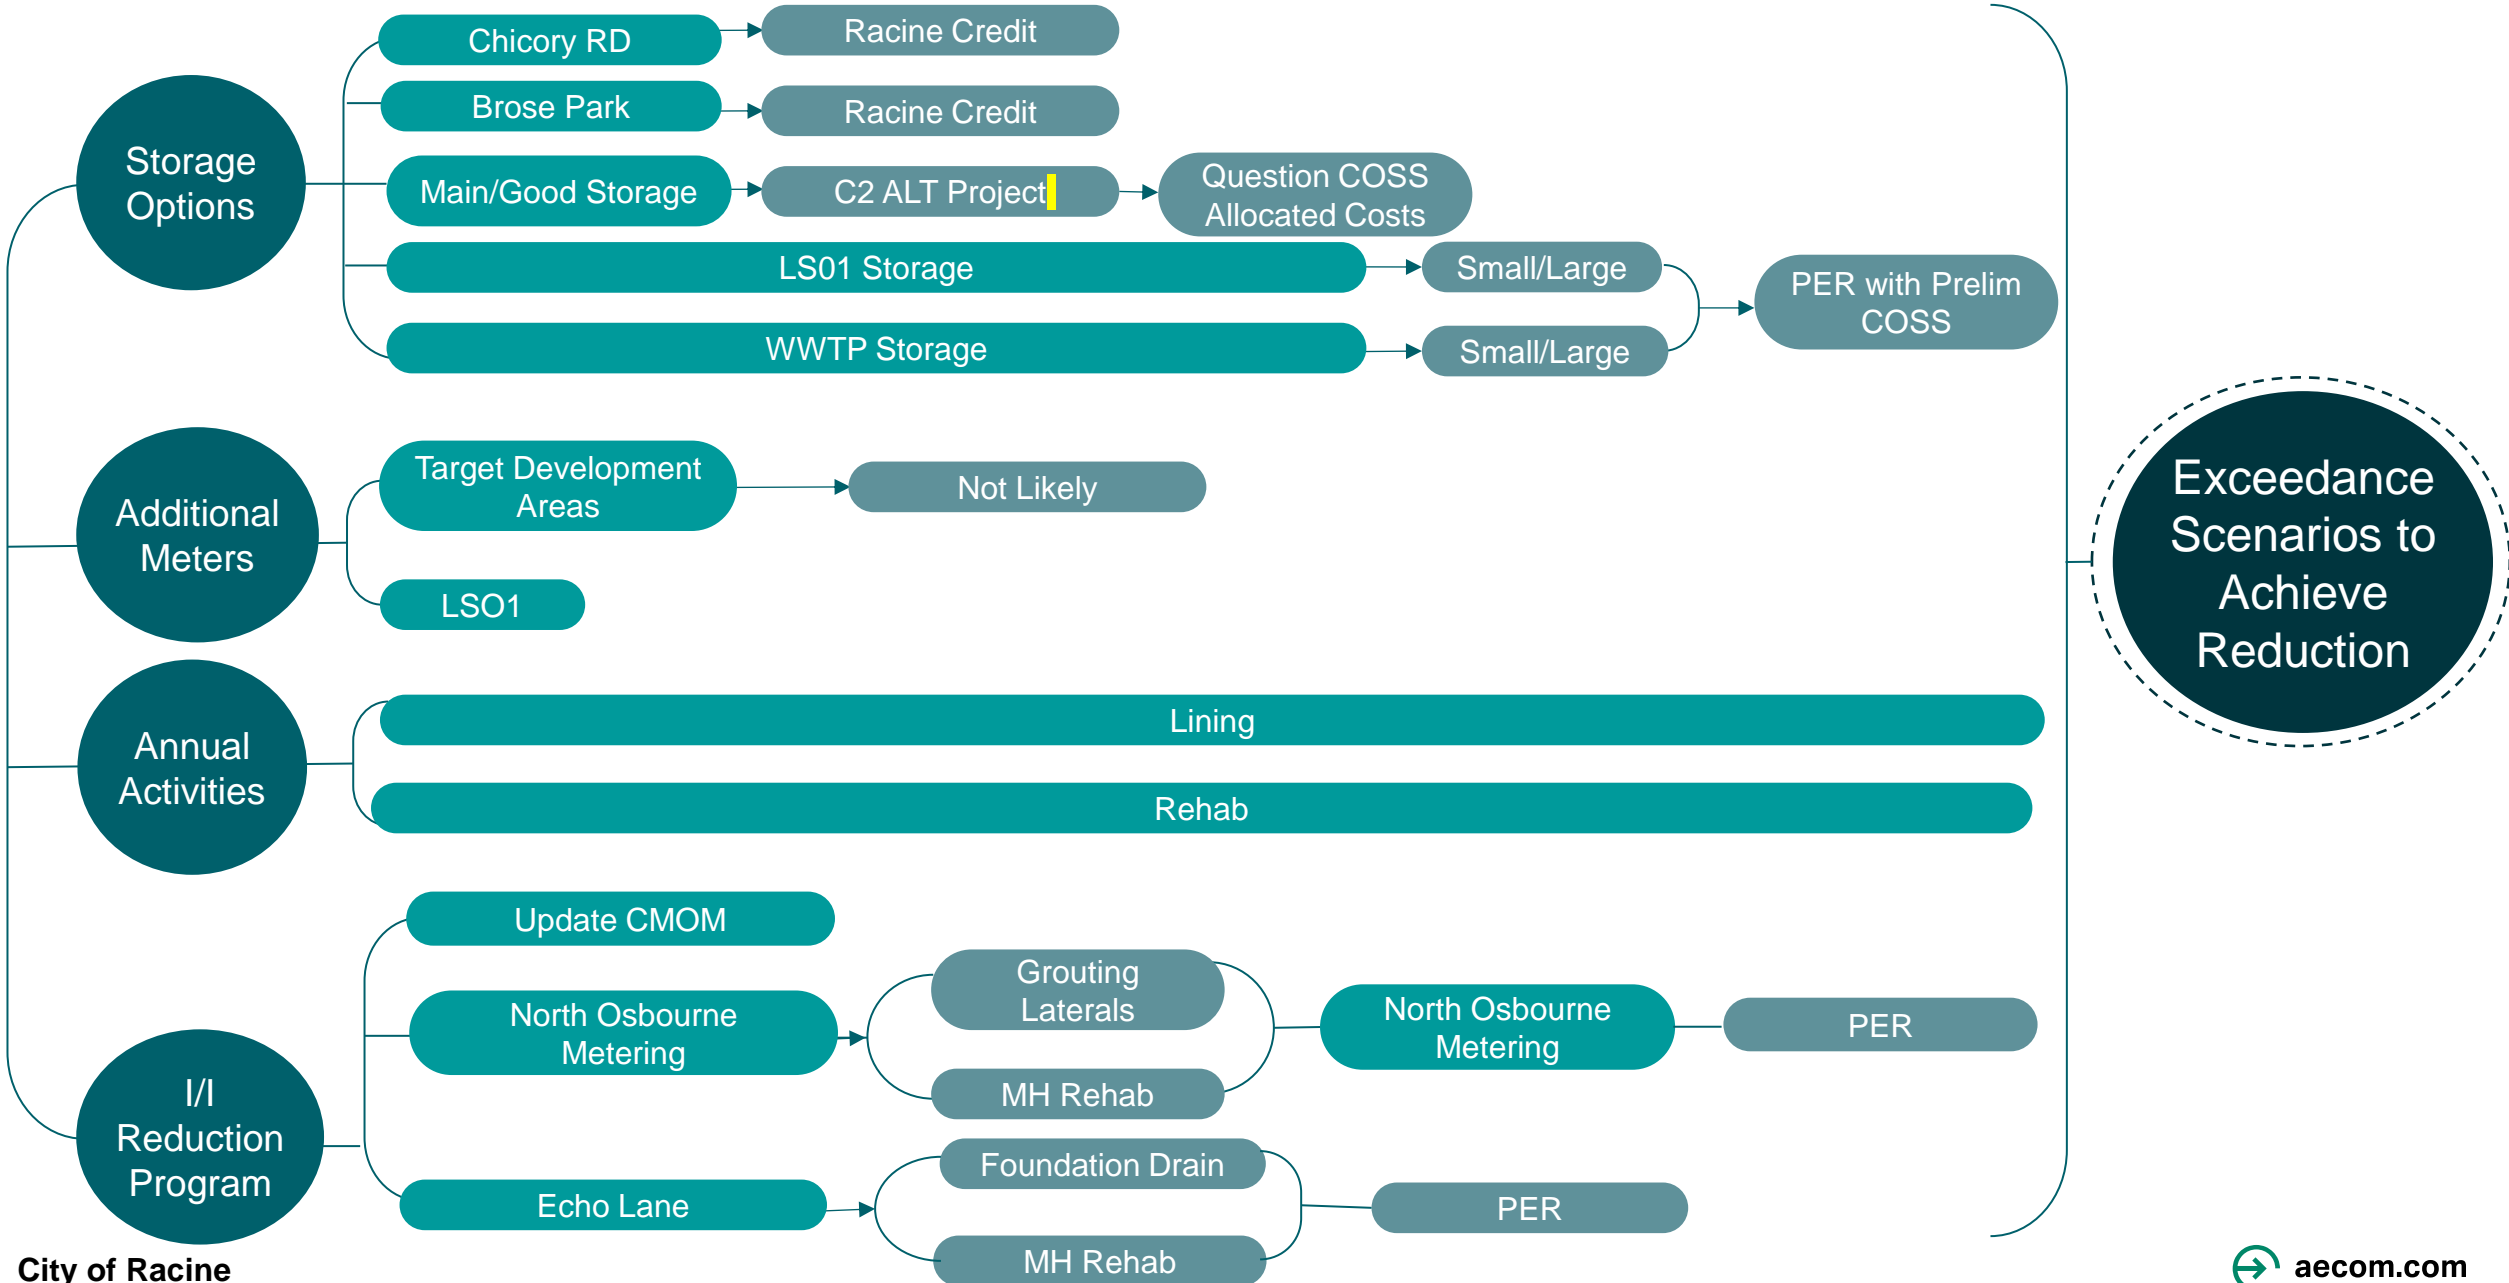 Storage
Options
Chicory RD
Racine Credit
Brose Park
Racine Credit
Main/Good Storage
C2 ALT Project
Question COSS
Allocated Costs
LS01 Storage
Small/Large
WWTP Storage
Small/Large
PER with Prelim
COSS
Additional
Meters
Target Development
Areas
Not Likely
LSO1
Annual
Activities
Lining
Rehab
I/I
Reduction
Program
Update CMOM
North Osbourne
Metering
Grouting
Laterals
MH Rehab
North Osbourne
Metering
PER
Echo Lane
Foundation Drain
MH Rehab
PER
Exceedance
Scenarios to
Achieve
Reduction
City of Racine
aecom.com